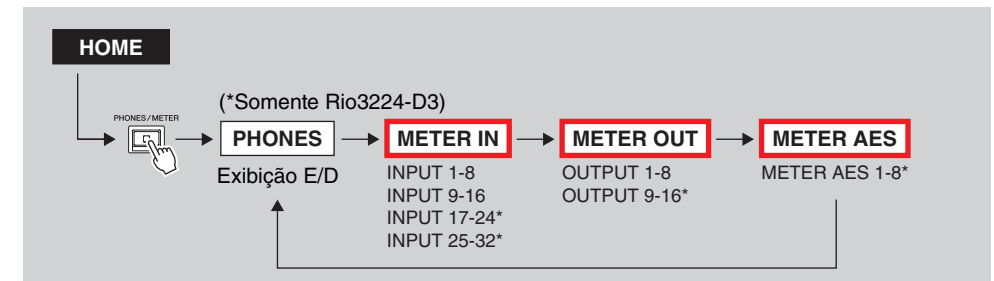 HOME
(*Somente Rio3224-D3)
PHONES/METER
PHONES
METER IN
METER OUT
METER AES
Exibição E/D
INPUT 1-8
INPUT 9-16
INPUT 17-24*
INPUT 25-32*
OUTPUT 1-8
OUTPUT 9-16*
METER AES 1-8*